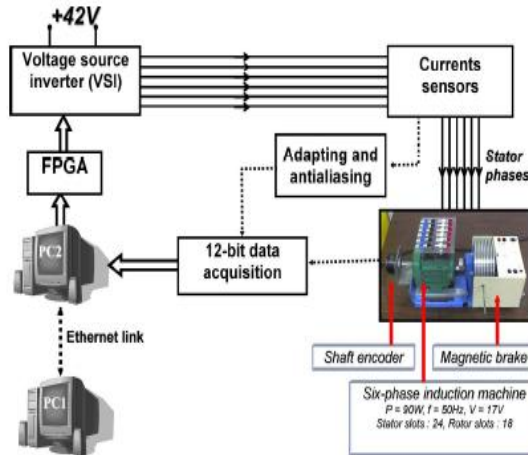 +42V
Voltage source
inverter (VSI)
Currents
sensors
FPGA
Adapting and
antialiasing
Stator
phases
PC2
12-bit data
acquisition
Ethernet link
PC1
Shaft encoder
Magnetic brake
Six-phase induction machine
P = 90W, f = 50Hz, V = 17V
Stator slots : 24, Rotor slots : 18